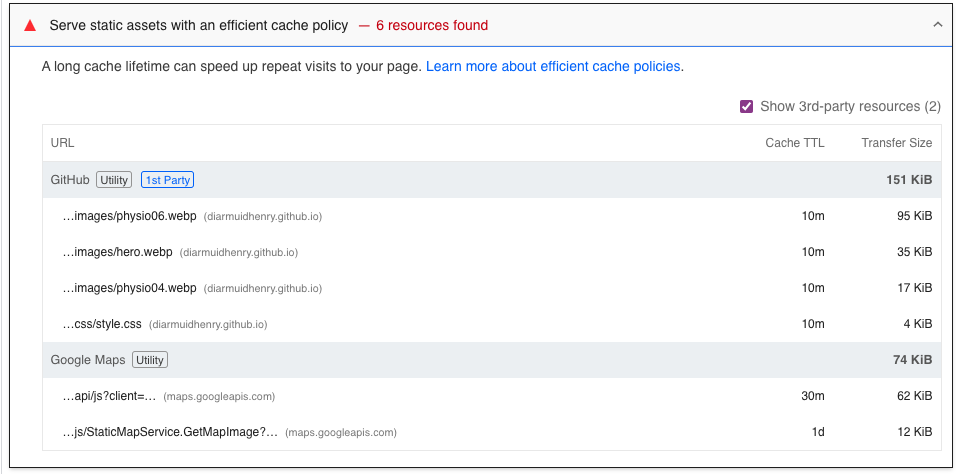 Serve static assets with an efficient cache policy — 6 resources found
A long cache lifetime can speed up repeat visits to your page. Learn more about efficient cache policies.
Show 3rd-party resources (2)
URL Cache TTL Transfer Size
GitHub Utility 1st Party 151 KiB
…images/physio06.webp (diarmuidhenry.github.io) 10m 95 KiB
…images/hero.webp (diarmuidhenry.github.io) 10m 35 KiB
…images/physio04.webp (diarmuidhenry.github.io) 10m 17 KiB
…css/style.css (diarmuidhenry.github.io) 10m 4 KiB
Google Maps Utility 74 KiB
…api/js?client=… (maps.googleapis.com) 30m 62 KiB
…js/StaticMapService.GetMapImage?… (maps.googleapis.com) 1d 12 KiB